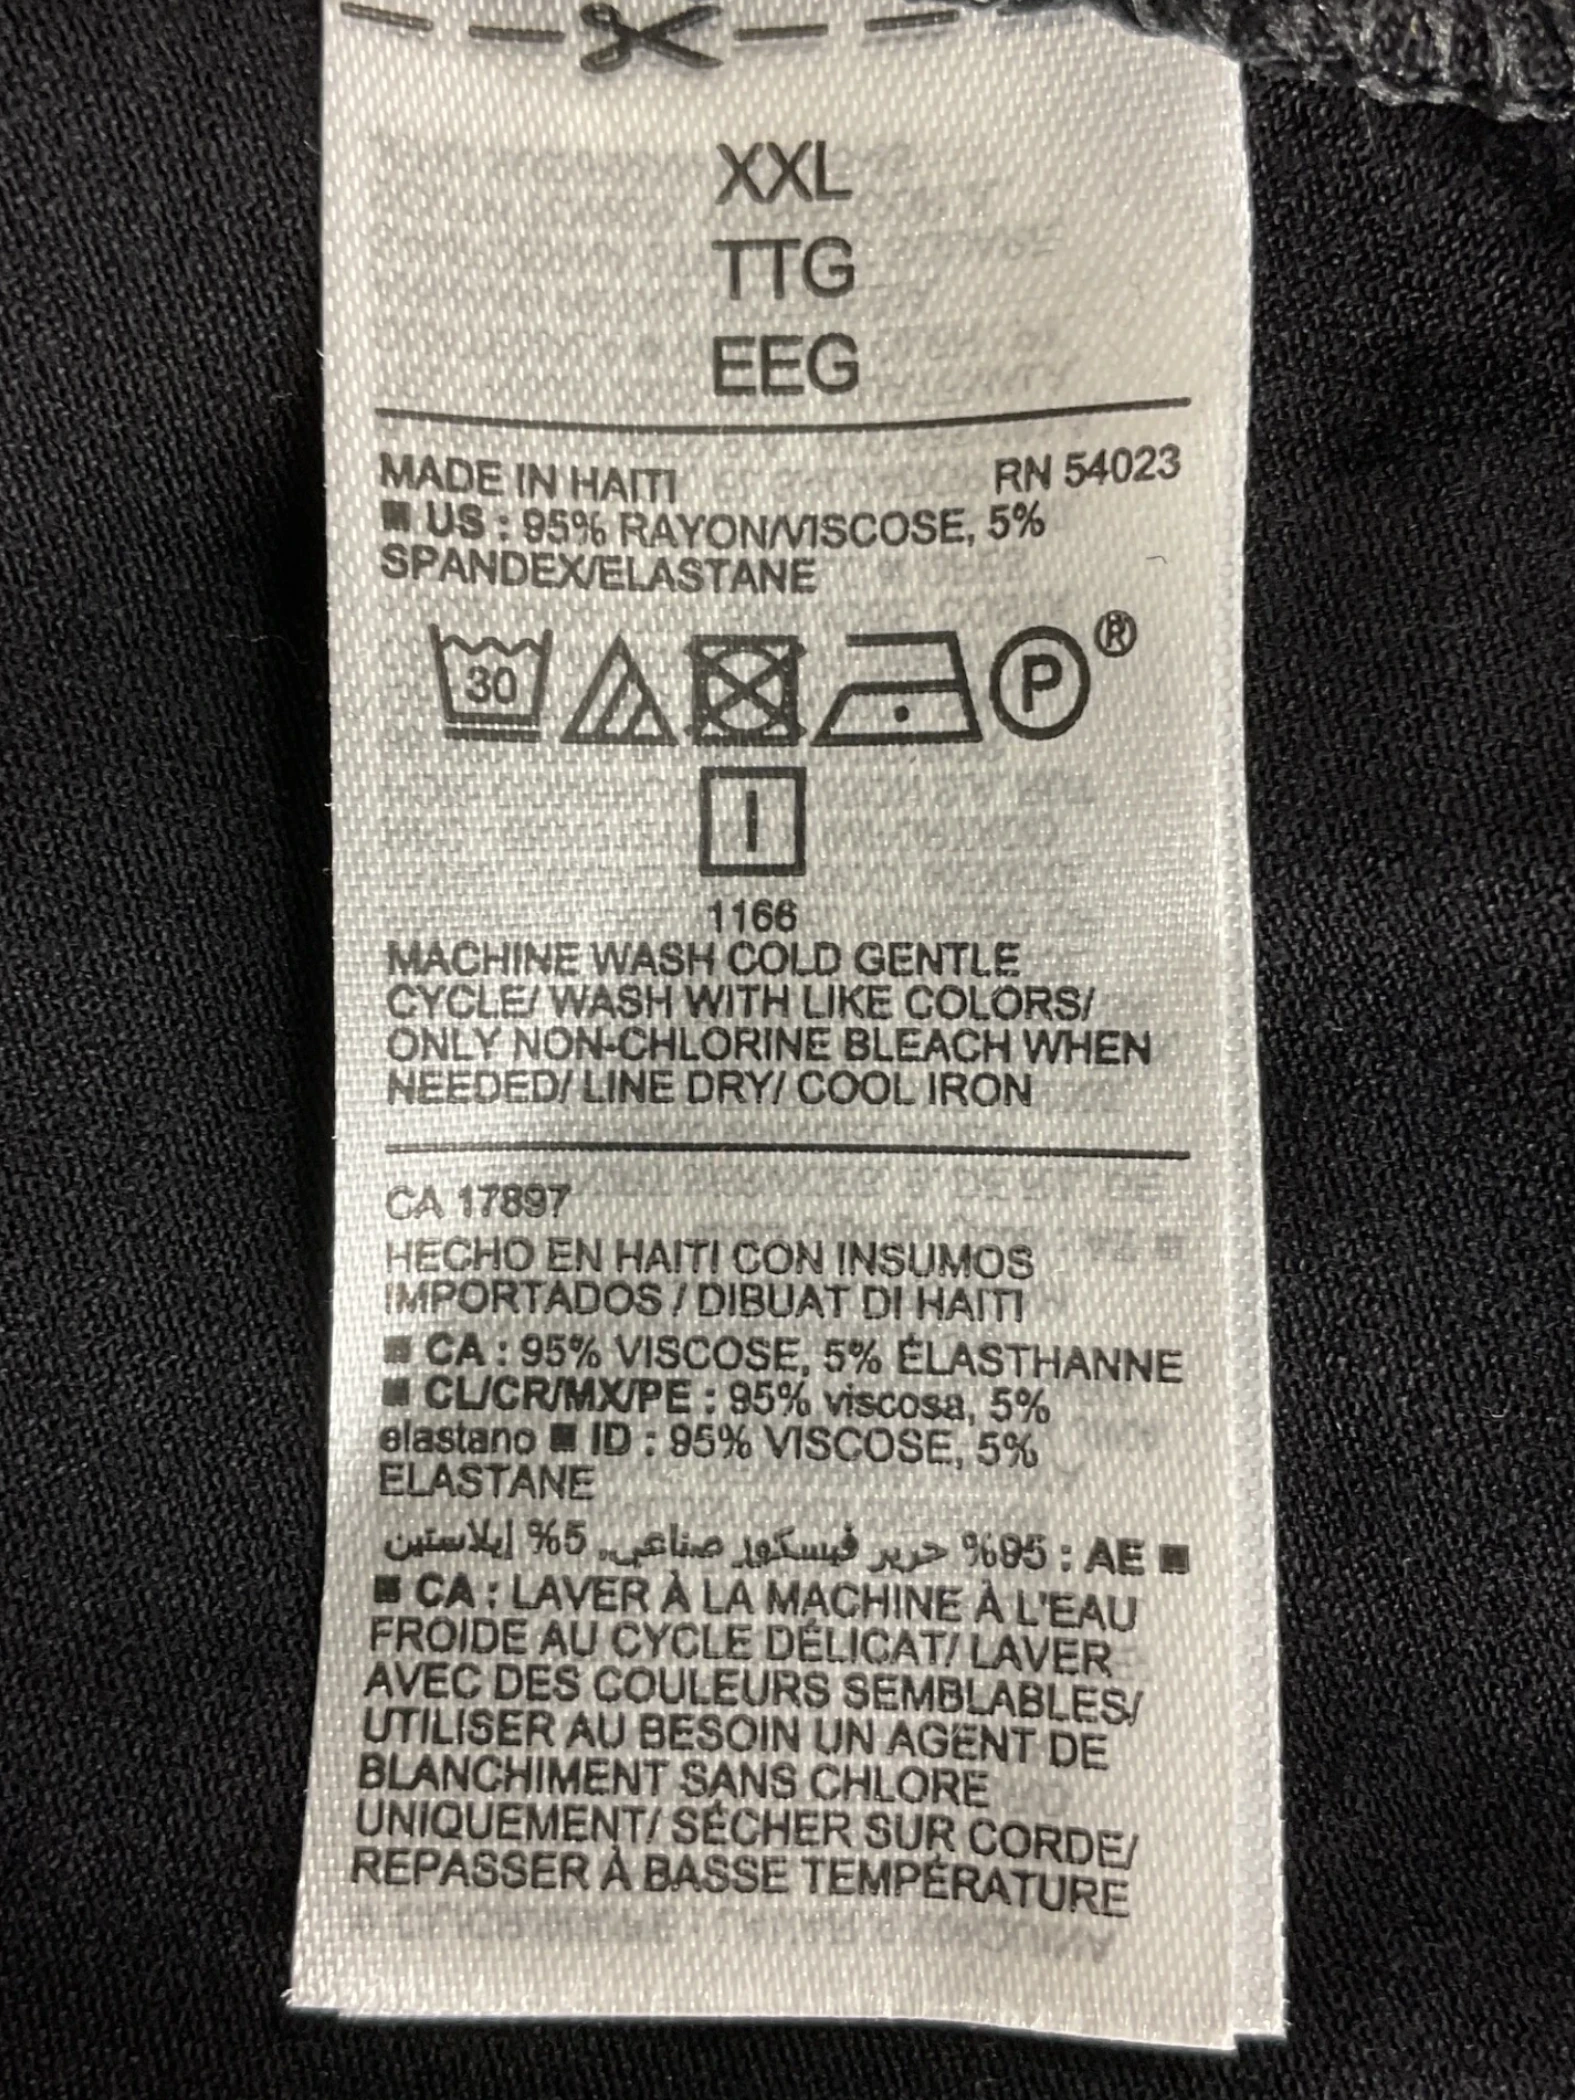 XXL
TTG
EEG
MADE IN HAITI RN 54023
■ US : 95% RAYON/VISCOSE, 5%
SPANDEX/ELASTANE
30 P ®
1166
MACHINE WASH COLD GENTLE
CYCLE/ WASH WITH LIKE COLORS/
ONLY NON-CHLORINE BLEACH WHEN
NEEDED/ LINE DRY/ COOL IRON
CA 17897
HECHO EN HAITI CON INSUMOS
IMPORTADOS / DIBUAT DI HAITI
■ CA : 95% VISCOSE, 5% ÉLASTHANNE
■ CL/CR/MX/PE : 95% viscosa, 5%
elastano ■ ID : 95% VISCOSE, 5%
ELASTANE
■ AE : 95% حرير فيسكوز صناعي, 5% إيلاستين
■ CA : LAVER À LA MACHINE À L'EAU
FROIDE AU CYCLE DÉLICAT/ LAVER
AVEC DES COULEURS SEMBLABLES/
UTILISER AU BESOIN UN AGENT DE
BLANCHIMENT SANS CHLORE
UNIQUEMENT/ SÉCHER SUR CORDE/
REPASSER À BASSE TEMPÉRATURE